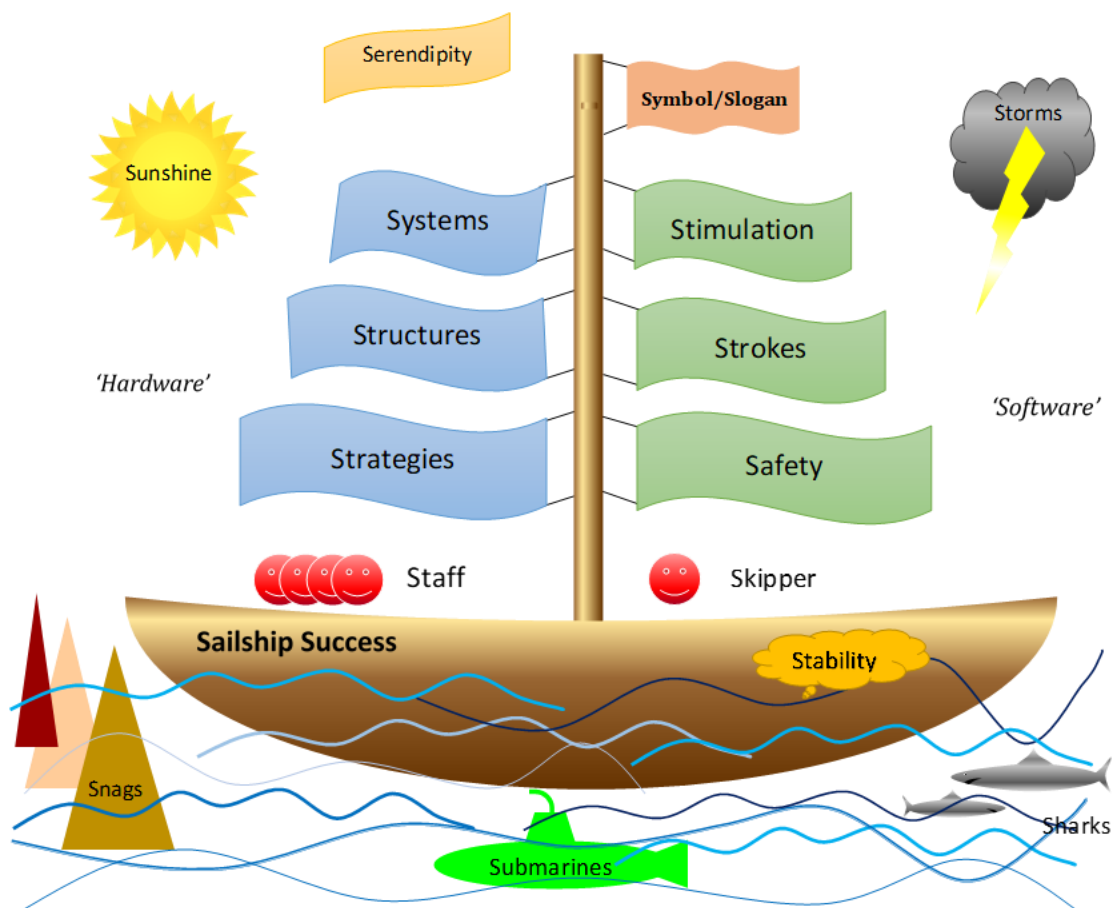 Serendipity
Symbol/Slogan
Sunshine
Storms
Systems
Stimulation
Structures
Strokes
‘Hardware’
‘Software’
Strategies
Safety
Staff
Skipper
Sailship Success
Stability
Snags
Sharks
Submarines